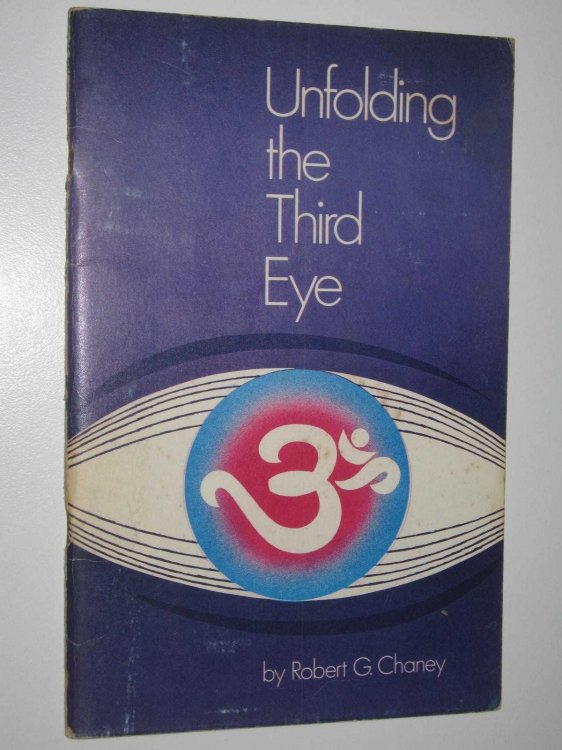 Unfolding
the
Third
Eye
ॐ
by Robert G. Chaney